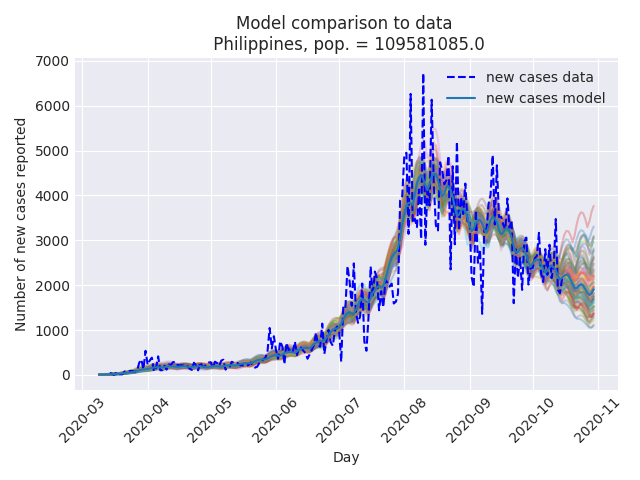 Model comparison to data
Philippines, pop. = 109581085.0
7000
6000
5000
4000
3000
2000
1000
0
Number of new cases reported
new cases data
new cases model
2020-03
2020-04
2020-05
2020-06
2020-07
2020-08
2020-09
2020-10
2020-11
Day